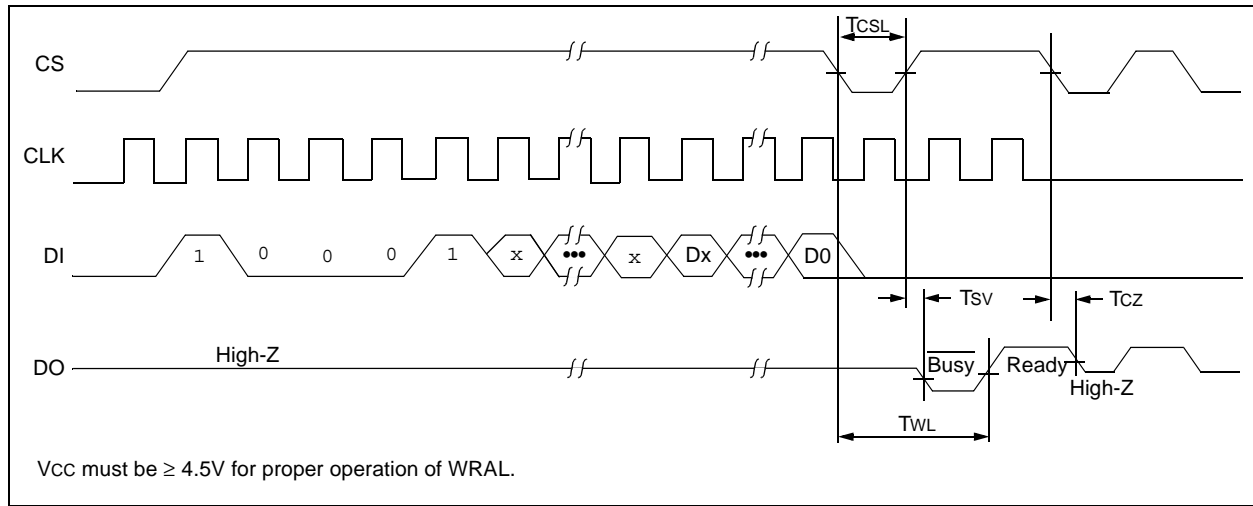 TCSL
CS
CLK
DI 1 0 0 0 1 x ••• x Dx ••• D0
TSV TCZ
High-Z
DO Busy Ready
High-Z
TWL
VCC must be ≥ 4.5V for proper operation of WRAL.